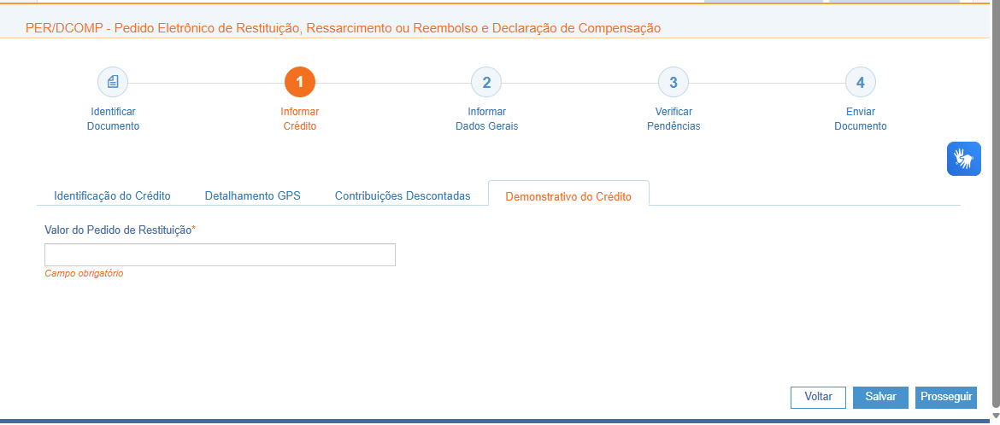 PER/DCOMP - Pedido Eletrônico de Restituição, Ressarcimento ou Reembolso e Declaração de Compensação
1
2
3
4
Identificar
Documento
Informar
Crédito
Informar
Dados Gerais
Verificar
Pendências
Enviar
Documento
Identificação do Crédito
Detalhamento GPS
Contribuições Descontadas
Demonstrativo do Crédito
Valor do Pedido de Restituição*
Campo obrigatório
Voltar
Salvar
Prosseguir